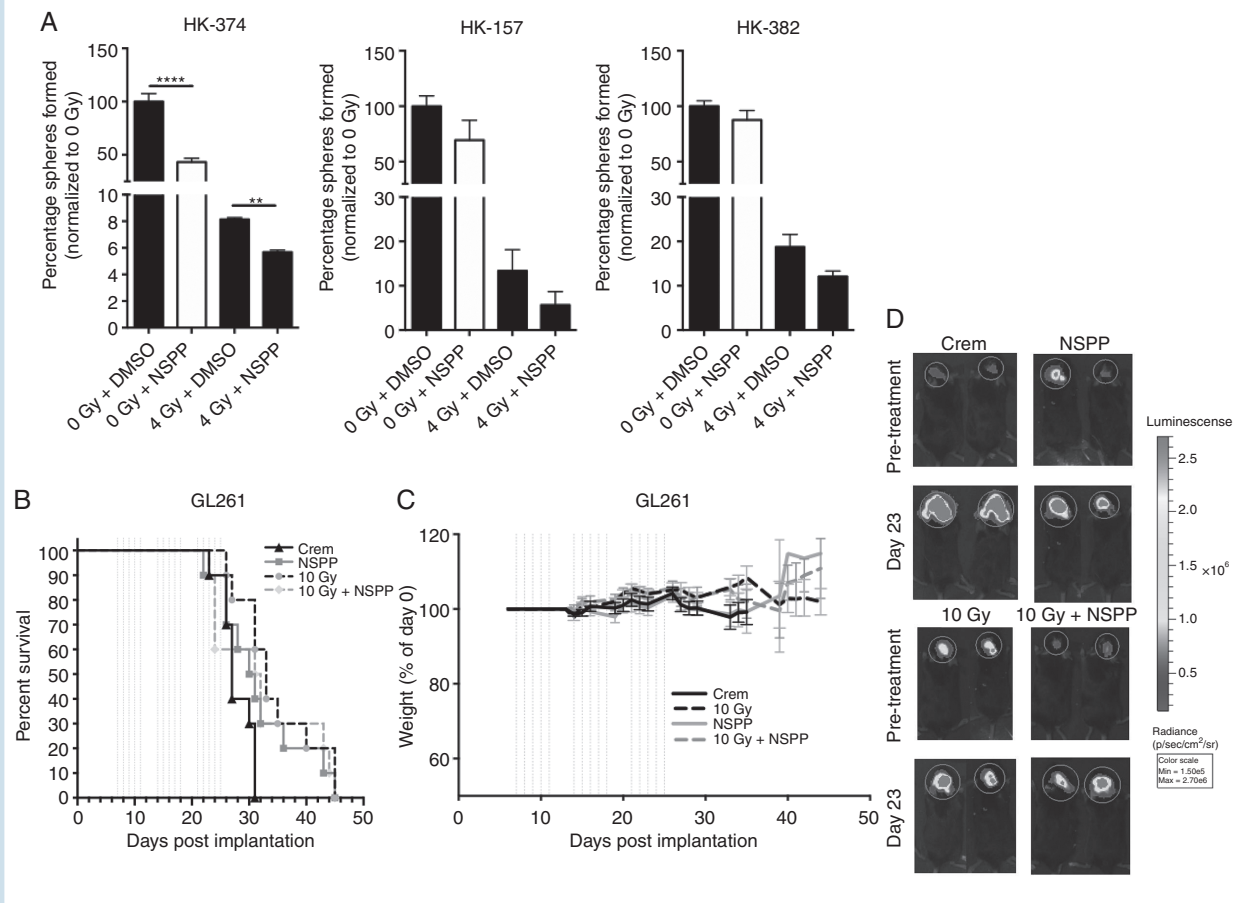 A
HK-374
Percentage spheres formed
(normalized to 0 Gy)
150
100
50
10
8
6
4
2
0
****
**
0 Gy + DMSO
0 Gy + NSPP
4 Gy + DMSO
4 Gy + NSPP
HK-157
Percentage spheres formed
(normalized to 0 Gy)
150
100
50
30
20
10
0
0 Gy + DMSO
0 Gy + NSPP
4 Gy + DMSO
4 Gy + NSPP
HK-382
Percentage spheres formed
(normalized to 0 Gy)
150
100
50
30
20
10
0
0 Gy + DMSO
0 Gy + NSPP
4 Gy + DMSO
4 Gy + NSPP
B
GL261
Percent survival
100
90
80
70
60
50
40
30
20
10
0
0 10 20 30 40 50
Days post implantation
Crem
NSPP
10 Gy
10 Gy + NSPP
C
GL261
Weight (% of day 0)
120
100
80
60
0 10 20 30 40 50
Days post implantation
Crem
10 Gy
NSPP
10 Gy + NSPP
D
Crem NSPP
Pre-treatment
Day 23
10 Gy 10 Gy + NSPP
Pre-treatment
Day 23
Luminescense
2.5
2.0
1.5
×10⁶
1.0
0.5
Radiance
(p/sec/cm²/sr)
Color scale
Min = 1.50e5
Max = 2.70e6